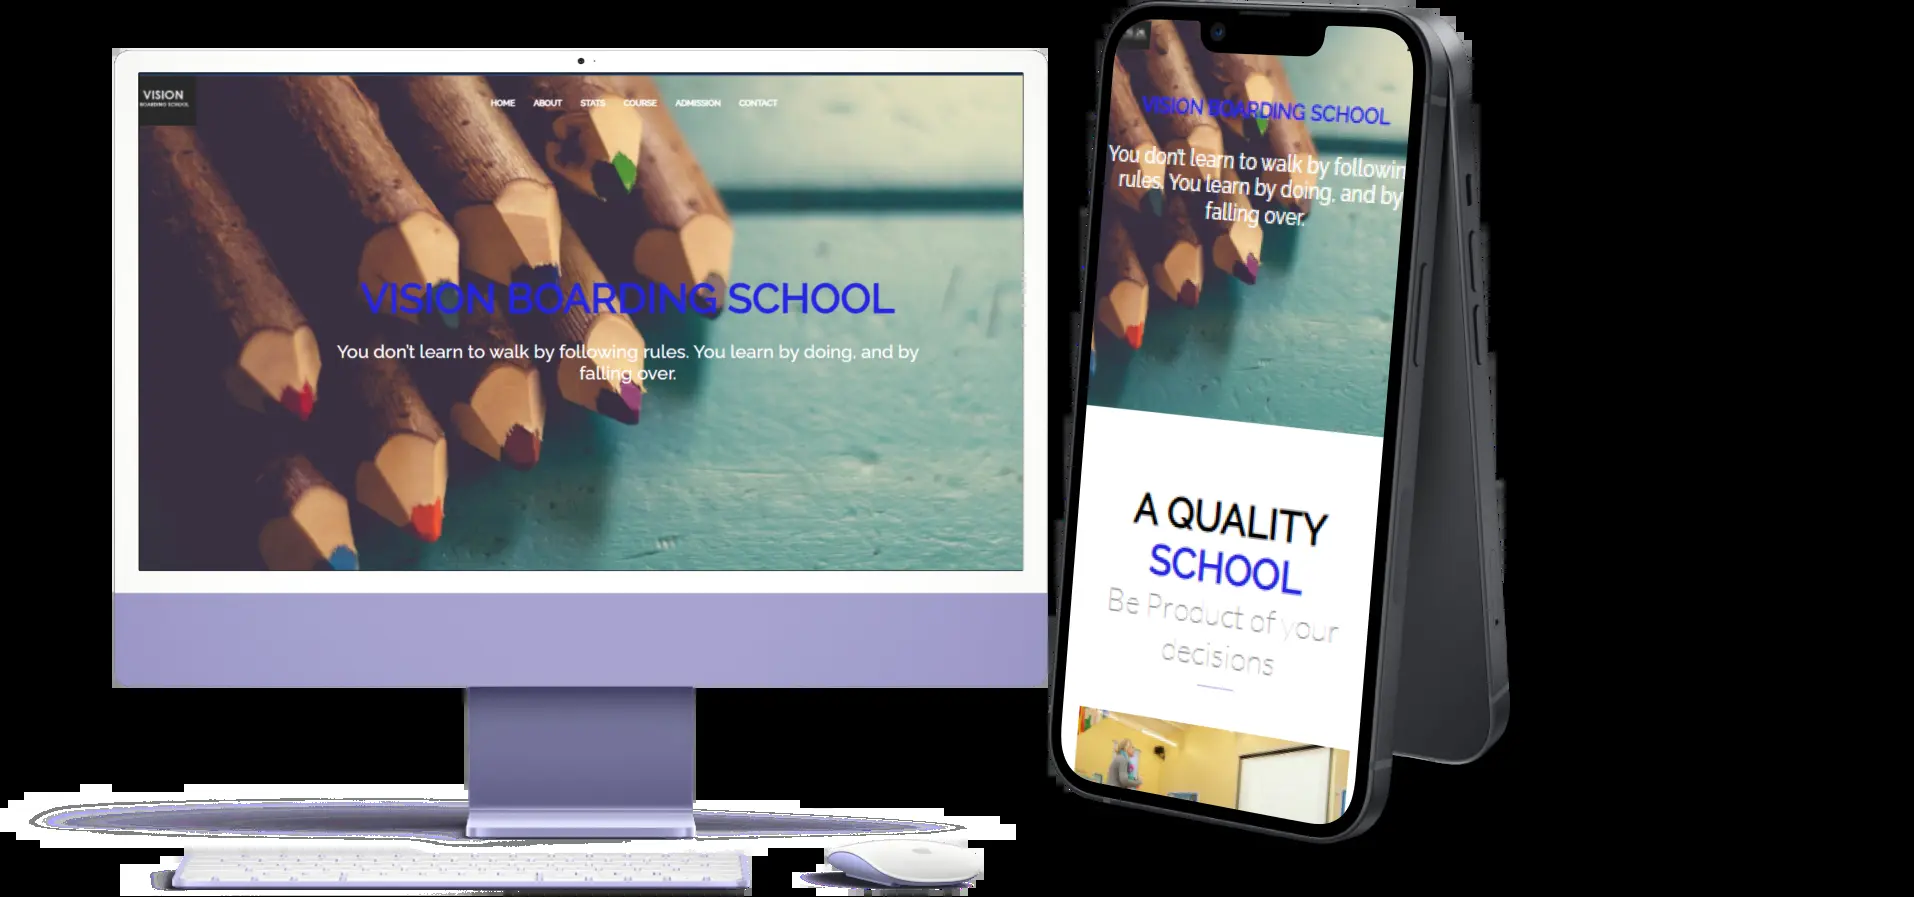 VISION
BOARDING SCHOOL
HOME ABOUT STATS COURSE ADMISSION CONTACT
VISION BOARDING SCHOOL
You don't learn to walk by following rules. You learn by doing, and by
falling over.
VISION BOARDING SCHOOL
You don't learn to walk by followin
rules. You learn by doing, and by
falling over.
A QUALITY
SCHOOL
Be Product of your
decisions